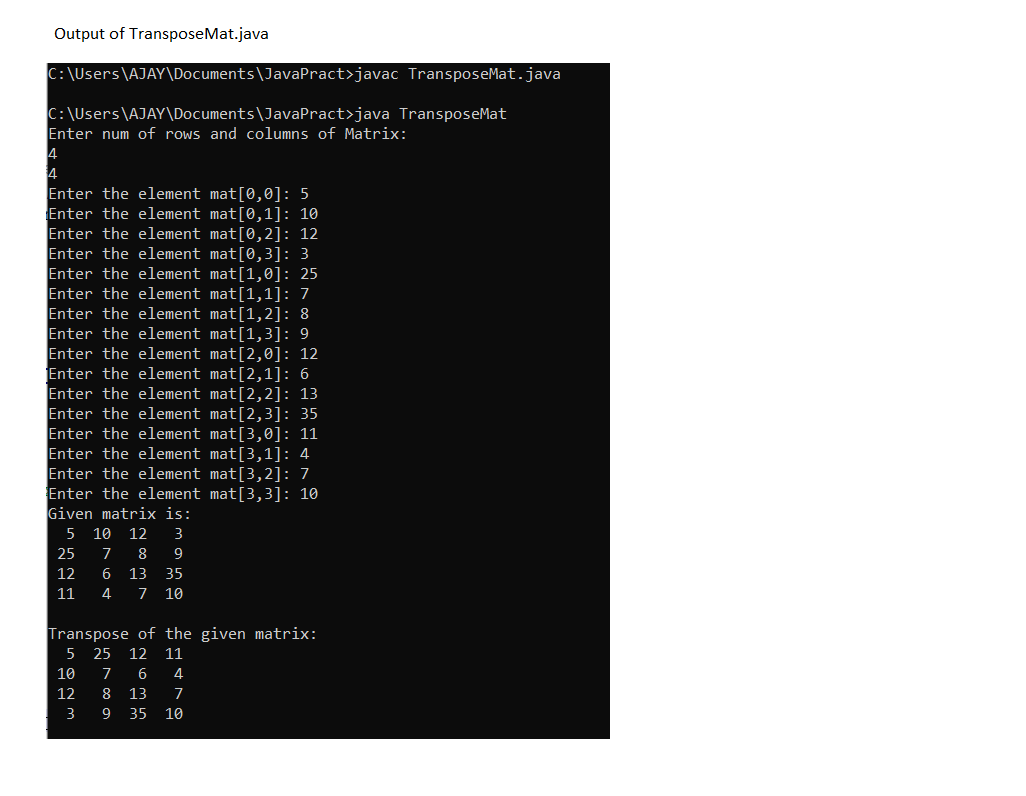 Output of TransposeMat.java
C:\Users\AJAY\Documents\JavaPract>javac TransposeMat.java
C:\Users\AJAY\Documents\JavaPract>java TransposeMat
Enter num of rows and columns of Matrix:
4
4
Enter the element mat[0,0]: 5
Enter the element mat[0,1]: 10
Enter the element mat[0,2]: 12
Enter the element mat[0,3]: 3
Enter the element mat[1,0]: 25
Enter the element mat[1,1]: 7
Enter the element mat[1,2]: 8
Enter the element mat[1,3]: 9
Enter the element mat[2,0]: 12
Enter the element mat[2,1]: 6
Enter the element mat[2,2]: 13
Enter the element mat[2,3]: 35
Enter the element mat[3,0]: 11
Enter the element mat[3,1]: 4
Enter the element mat[3,2]: 7
Enter the element mat[3,3]: 10
Given matrix is:
  5  10  12   3
 25   7   8   9
 12   6  13  35
 11   4   7  10
Transpose of the given matrix:
  5  25  12  11
 10   7   6   4
 12   8  13   7
  3   9  35  10